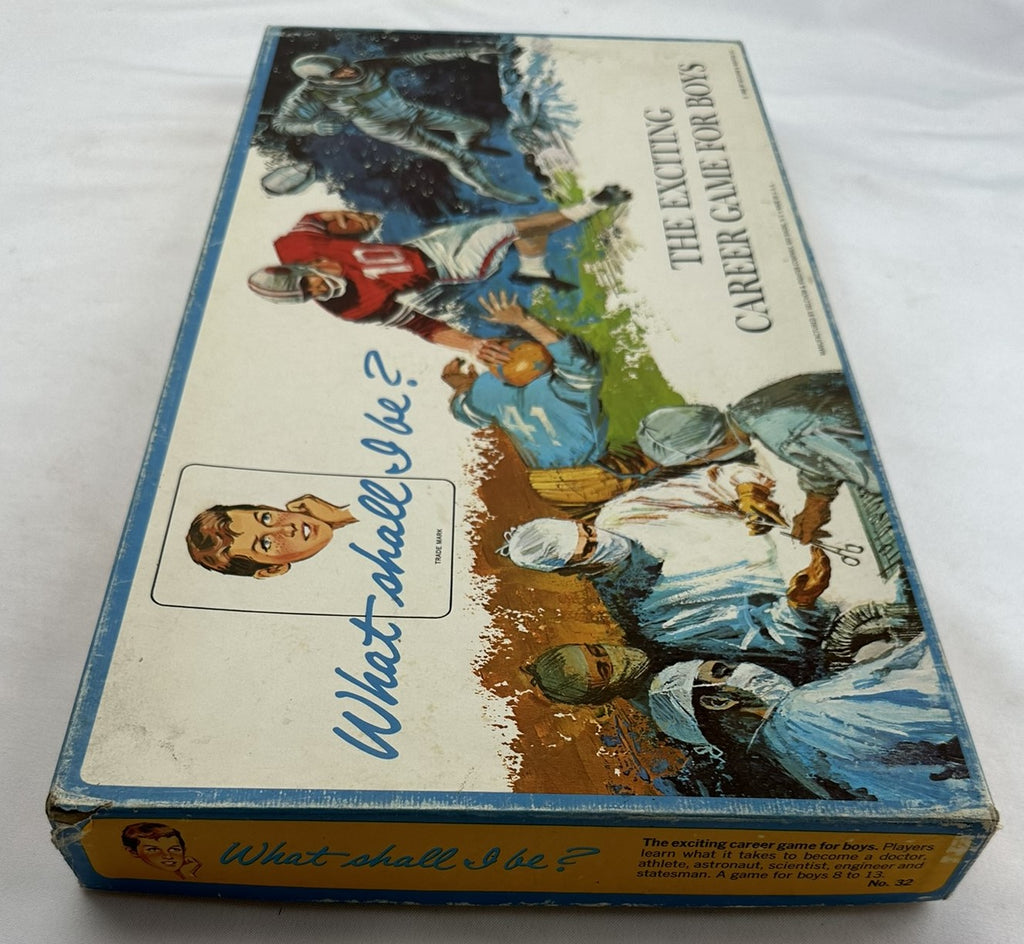 What shall I be?
TRADE MARK
THE EXCITING
CAREER GAME FOR BOYS
10
What shall I be?
The exciting career game for boys. Players
learn what it takes to become a doctor,
athlete, astronaut, scientist, engineer and
statesman. A game for boys 8 to 13.
No. 32